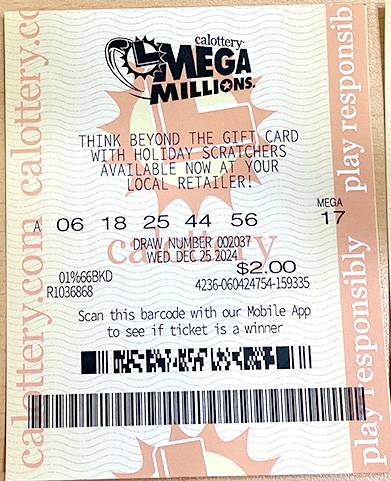 calottery
MEGA
MILLIONS
THINK BEYOND THE GIFT CARD
WITH HOLIDAY SCRATCHERS
AVAILABLE NOW AT YOUR
LOCAL RETAILER!
MEGA
A 06 18 25 44 56 17
calottery
DRAW NUMBER 002037
WED DEC 25 2024
$2.00
01%66BKD 4236-060424754-159335
R1036868
Scan this barcode with our Mobile App
to see if ticket is a winner
calottery.com calottery.co
play responsibly play responsib